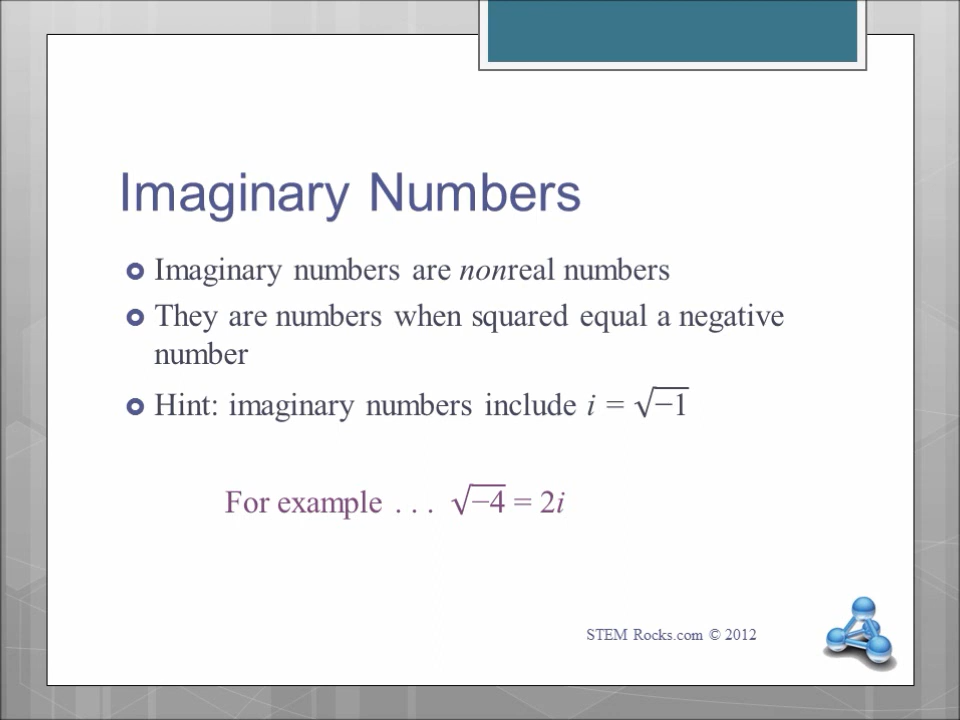 Imaginary Numbers
Imaginary numbers are nonreal numbers
They are numbers when squared equal a negative
number
Hint: imaginary numbers include i = √−1
For example . . . √−4 = 2i
STEM Rocks.com © 2012